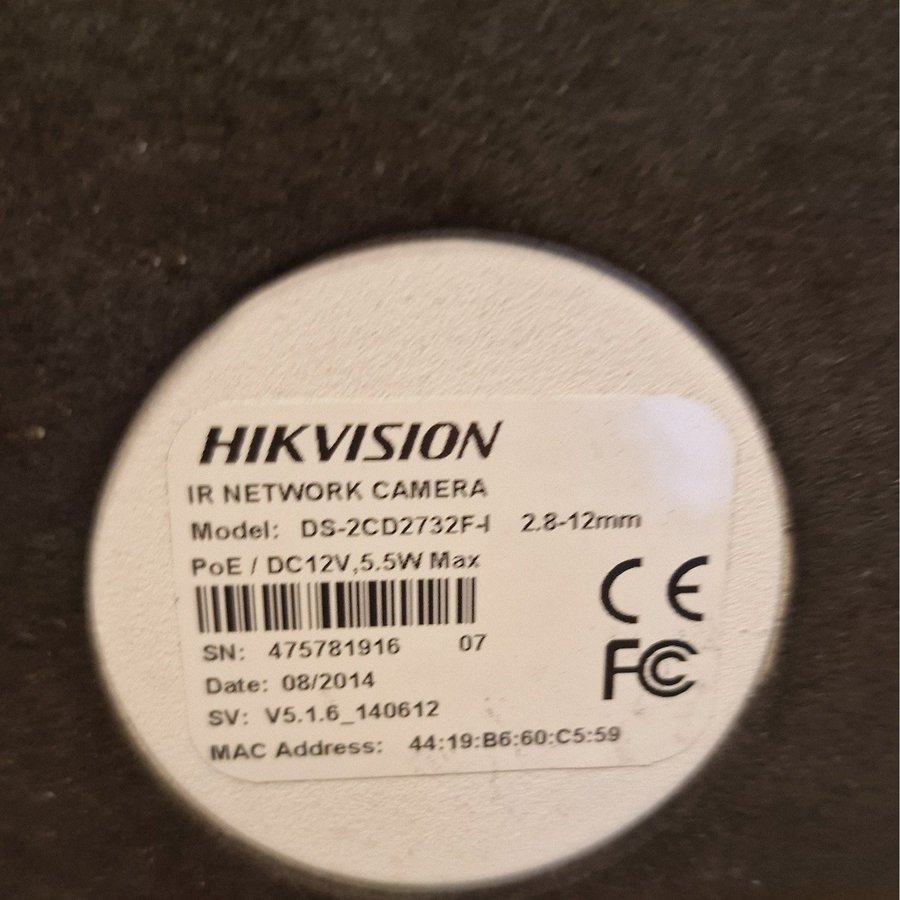 HIKVISION
IR NETWORK CAMERA
Model: DS-2CD2732F-I 2.8-12mm
PoE / DC12V,5.5W Max
CE
SN: 475781916 07
FC
Date: 08/2014
SV: V5.1.6_140612
MAC Address: 44:19:B6:60:C5:59